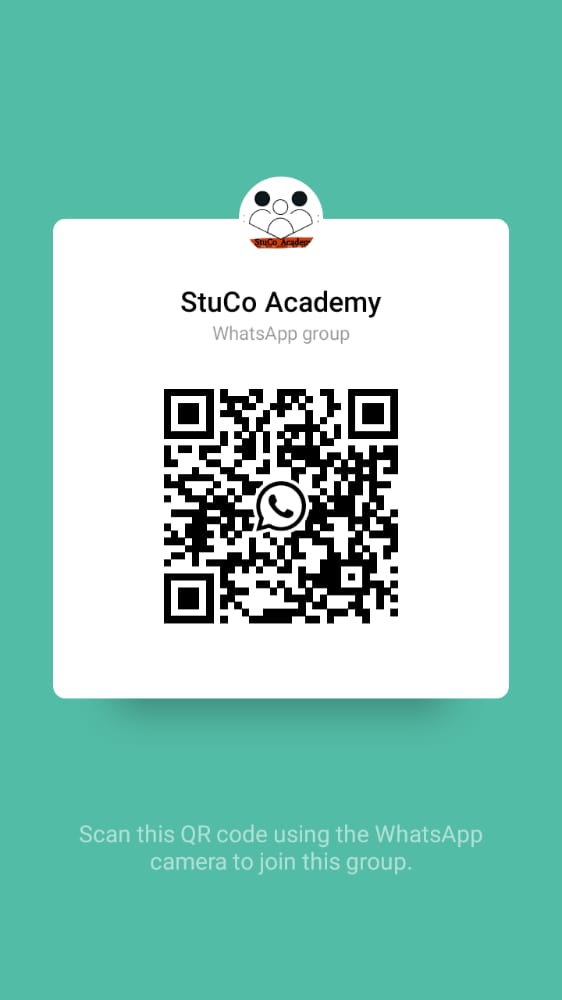 StuCo Academy
StuCo Academy
WhatsApp group
Scan this QR code using the WhatsApp
camera to join this group.